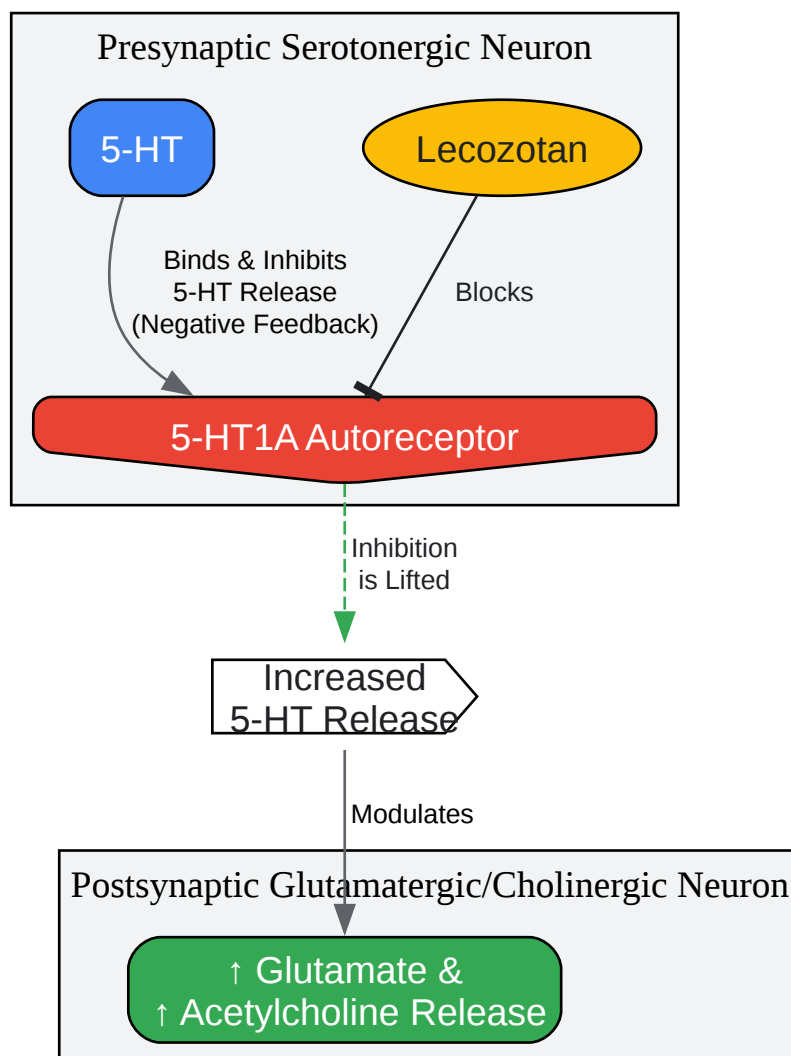 Presynaptic Serotonergic Neuron
5-HT
Lecozotan
Binds & Inhibits
5-HT Release
(Negative Feedback)
Blocks
5-HT1A Autoreceptor
Inhibition
is Lifted
Increased
5-HT Release
Modulates
Postsynaptic Glutamatergic/Cholinergic Neuron
↑ Glutamate &
↑ Acetylcholine Release